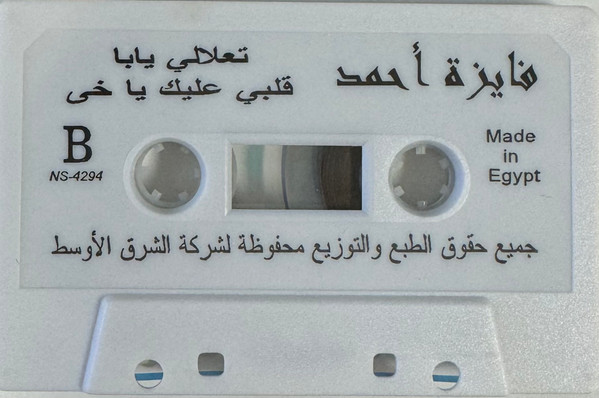 فايزة أحمد
تعلالي يابا
قلبي عليك يا خى
B
NS-4294
Made
in
Egypt
جميع حقوق الطبع والتوزيع محفوظة لشركة الشرق الأوسط